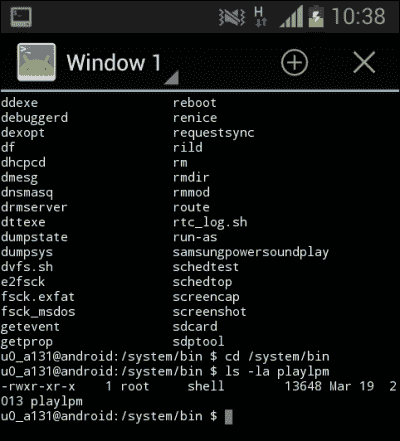 H 10:38
Window 1
ddexe reboot
debuggerd renice
dexopt requestsync
df rild
dhcpcd rm
dmesg rmdir
dnsmasq rmmod
drmserver route
dttexe rtc_log.sh
dumpstate run-as
dumpsys samsungpowersoundplay
dvfs.sh schedtest
e2fsck schedtop
fsck.exfat screencap
fsck_msdos screenshot
getevent sdcard
getprop sdptool
u0_a131@android:/system/bin $ cd /system/bin
u0_a131@android:/system/bin $ ls -la playlpm
-rwxr-xr-x 1 root shell 13648 Mar 19 2
013 playlpm
u0_a131@android:/system/bin $